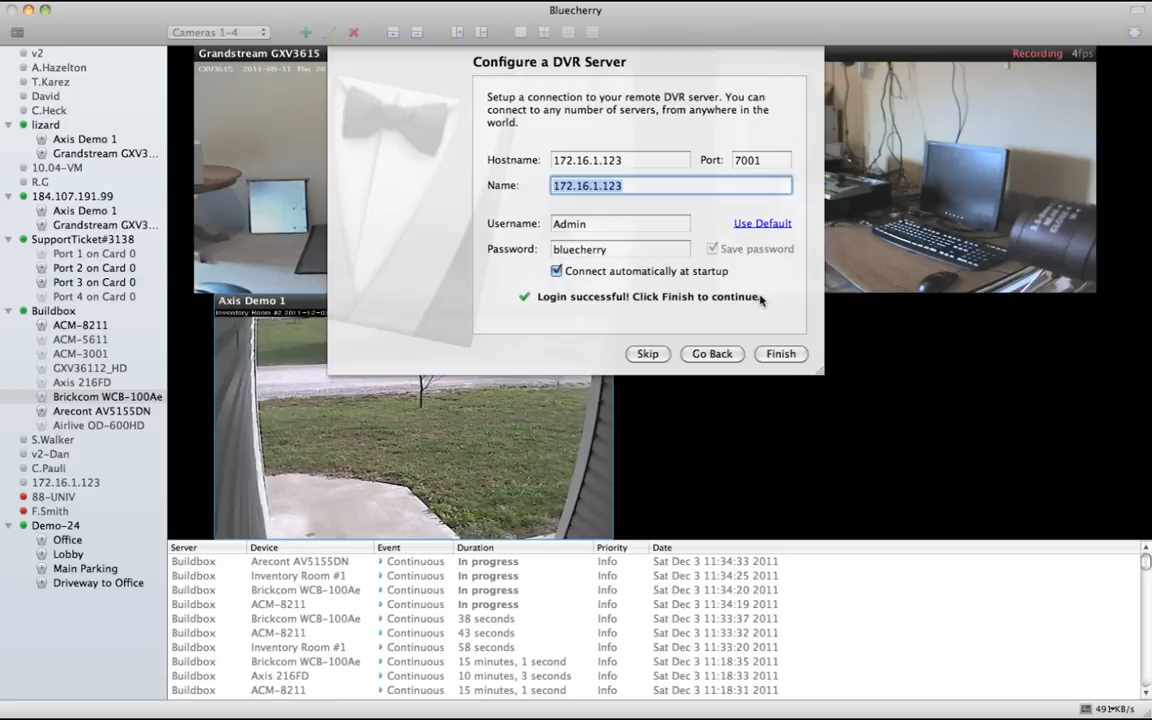 Bluecherry
Cameras 1-4
v2
A.Hazelton
T.Karez
David
C.Heck
lizard
Axis Demo 1
Grandstream GXV3...
10.04-VM
R.G
184.107.191.99
Axis Demo 1
Grandstream GXV3...
SupportTicket#3138
Port 1 on Card 0
Port 2 on Card 0
Port 3 on Card 0
Port 4 on Card 0
Buildbox
ACM-8211
ACM-5611
ACM-3001
GXV36112_HD
Axis 216FD
Brickcom WCB-100Ae
Arecont AV5155DN
Airlive OD-600HD
S.Walker
v2-Dan
C.Pauli
172.16.1.123
88-UNIV
F.Smith
Demo-24
Office
Lobby
Main Parking
Driveway to Office
Grandstream GXV3615
Recording 4fps
Axis Demo 1
Configure a DVR Server
Setup a connection to your remote DVR server. You can
connect to any number of servers, from anywhere in the
world.
Hostname: 172.16.1.123 Port: 7001
Name: 172.16.1.123
Username: Admin Use Default
Password: bluecherry Save password
Connect automatically at startup
Login successful! Click Finish to continue.
Skip Go Back Finish
Server Device Event Duration Priority Date
Buildbox Arecont AV5155DN Continuous In progress Info Sat Dec 3 11:34:33 2011
Buildbox Inventory Room #1 Continuous In progress Info Sat Dec 3 11:34:25 2011
Buildbox Brickcom WCB-100Ae Continuous In progress Info Sat Dec 3 11:34:20 2011
Buildbox ACM-8211 Continuous In progress Info Sat Dec 3 11:34:19 2011
Buildbox Brickcom WCB-100Ae Continuous 38 seconds Info Sat Dec 3 11:33:37 2011
Buildbox ACM-8211 Continuous 43 seconds Info Sat Dec 3 11:33:32 2011
Buildbox Inventory Room #1 Continuous 58 seconds Info Sat Dec 3 11:33:20 2011
Buildbox Brickcom WCB-100Ae Continuous 15 minutes, 1 second Info Sat Dec 3 11:18:35 2011
Buildbox Axis 216FD Continuous 10 minutes, 3 seconds Info Sat Dec 3 11:18:33 2011
Buildbox ACM-8211 Continuous 15 minutes, 1 second Info Sat Dec 3 11:18:31 2011